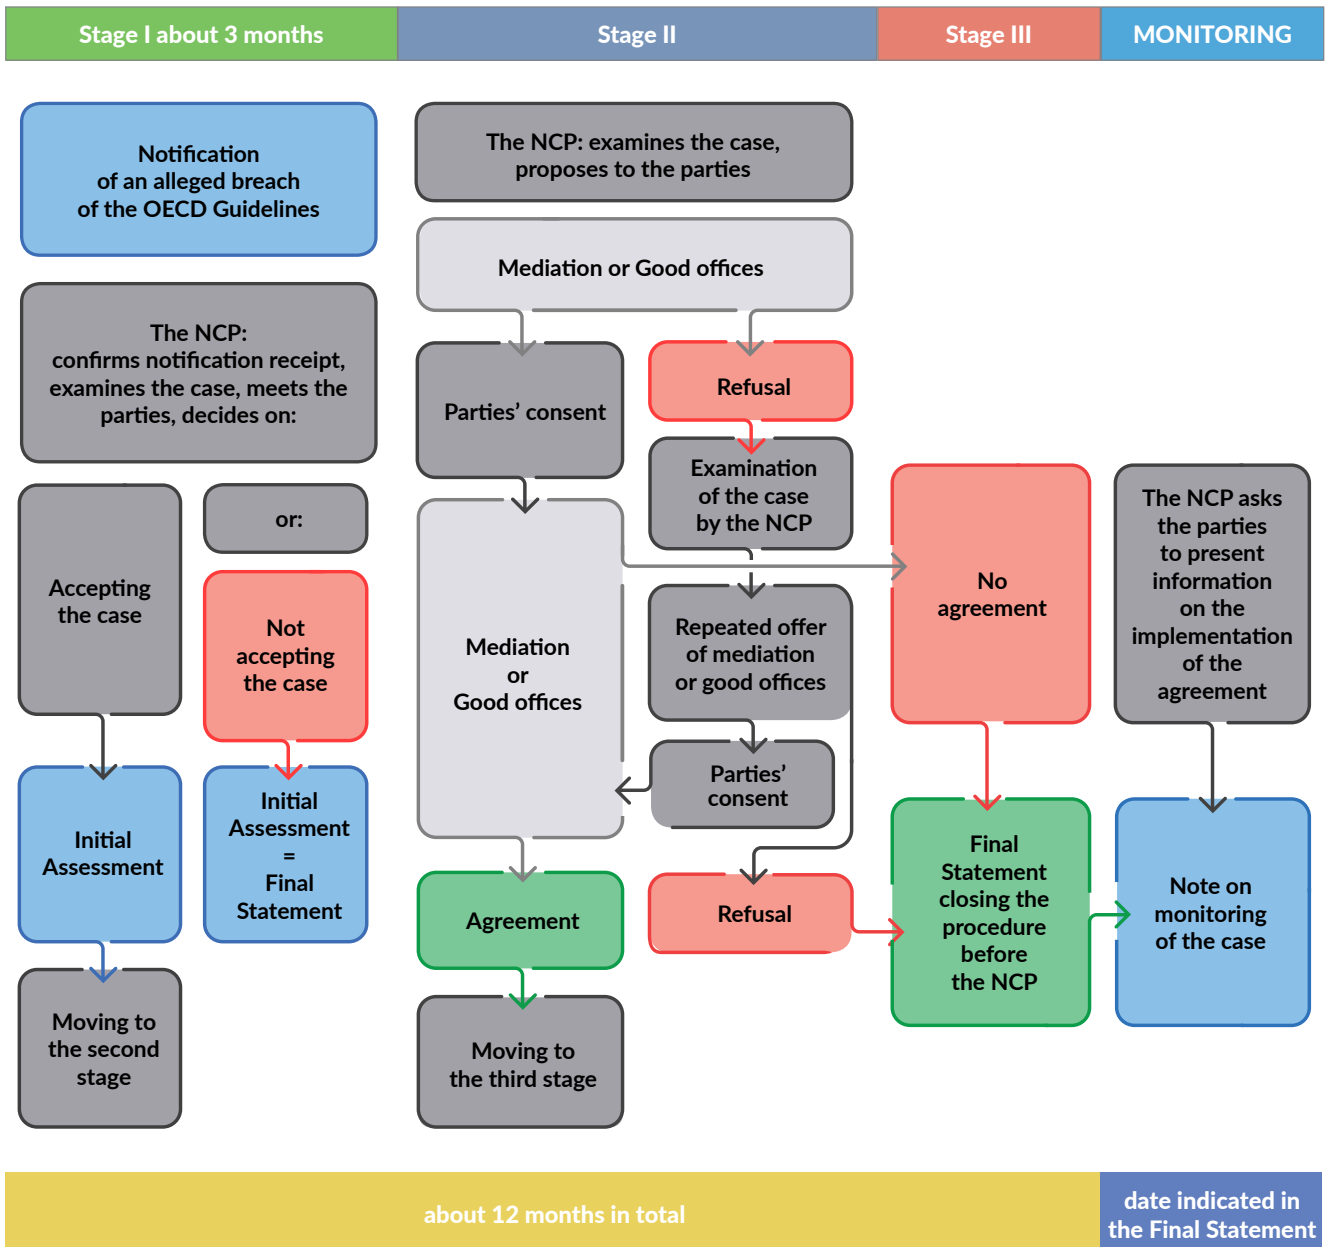 Stage I about 3 months
Stage II
Stage III
MONITORING
Notification
of an alleged breach
of the OECD Guidelines
The NCP:
confirms notification receipt,
examines the case, meets the
parties, decides on:
Accepting
the case
or:
Not
accepting
the case
Initial
Assessment
Initial
Assessment
=
Final
Statement
Moving to
the second
stage
The NCP: examines the case,
proposes to the parties
Mediation or Good offices
Parties’ consent
Refusal
Examination
of the case
by the NCP
Mediation
or
Good offices
Repeated offer
of mediation
or good offices
Parties’
consent
Agreement
Refusal
Moving to
the third stage
No
agreement
Final
Statement
closing the
procedure
before
the NCP
The NCP asks
the parties
to present
information
on the
implementation
of the
agreement
Note on
monitoring
of the case
about 12 months in total
date indicated in
the Final Statement